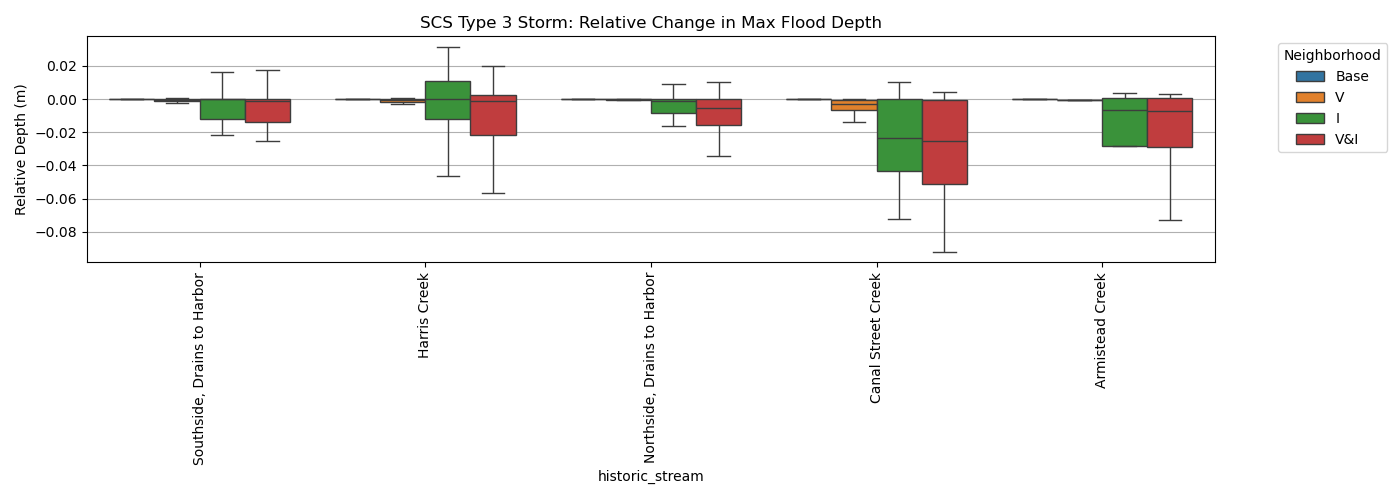 SCS Type 3 Storm: Relative Change in Max Flood Depth
Relative Depth (m)
0.02
0.00
−0.02
−0.04
−0.06
−0.08
Southside, Drains to Harbor
Harris Creek
Northside, Drains to Harbor
Canal Street Creek
Armistead Creek
historic_stream
Neighborhood
Base
V
I
V&I